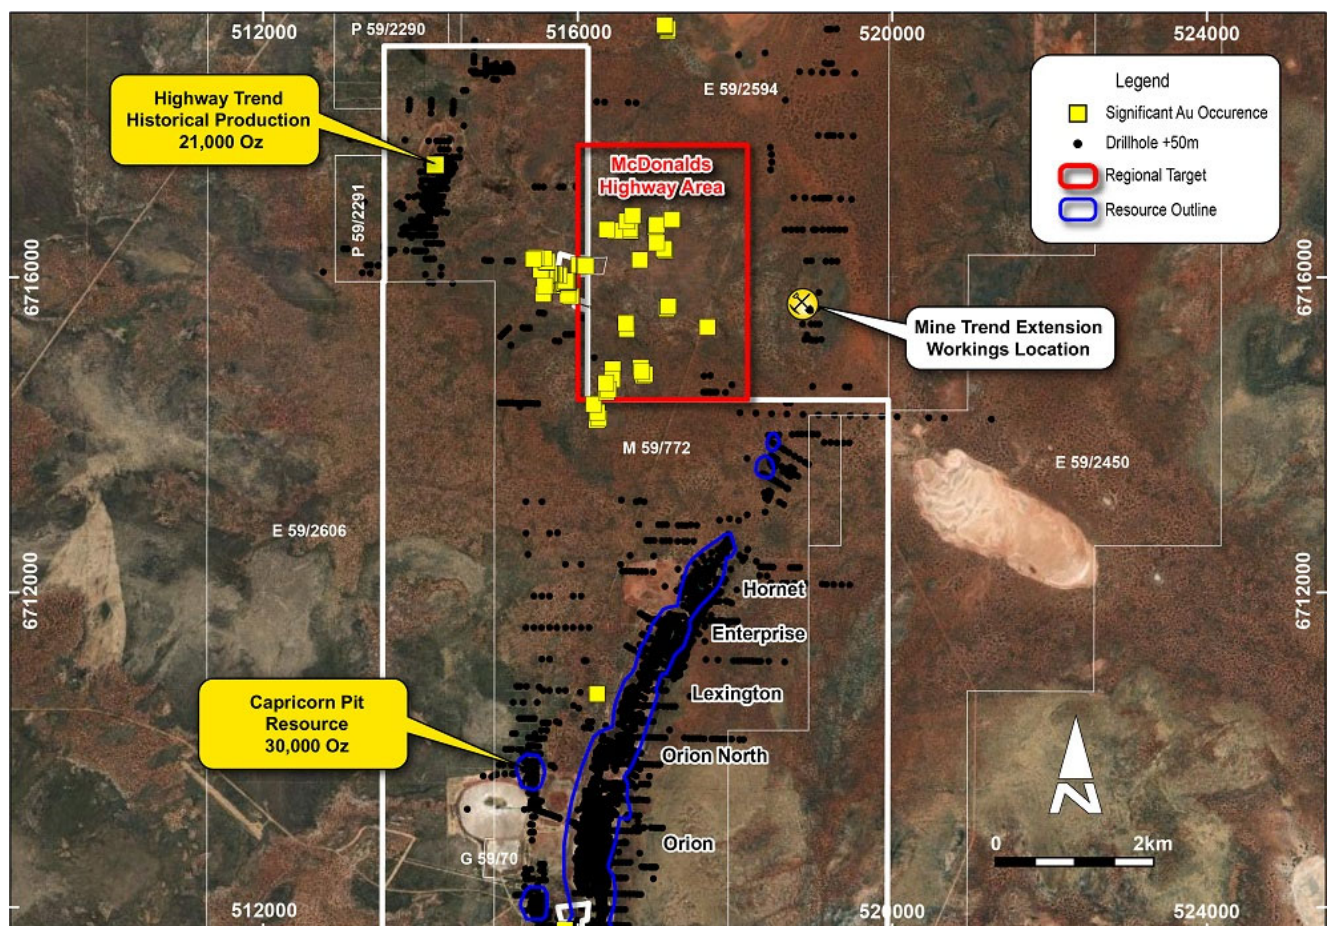 512000
P 59/2290
516000
520000
524000
E 59/2594
Legend
Significant Au Occurence
Drillhole +50m
Regional Target
Resource Outline
Highway Trend
Historical Production
21,000 Oz
McDonalds
Highway Area
P 59/2291
6716000
6716000
Mine Trend Extension
Workings Location
M 59/772
E 59/2450
E 59/2606
6712000
6712000
Hornet
Enterprise
Lexington
Capricorn Pit
Resource
30,000 Oz
Orion North
Orion
G 59/70
N
0
2km
512000
520000
524000